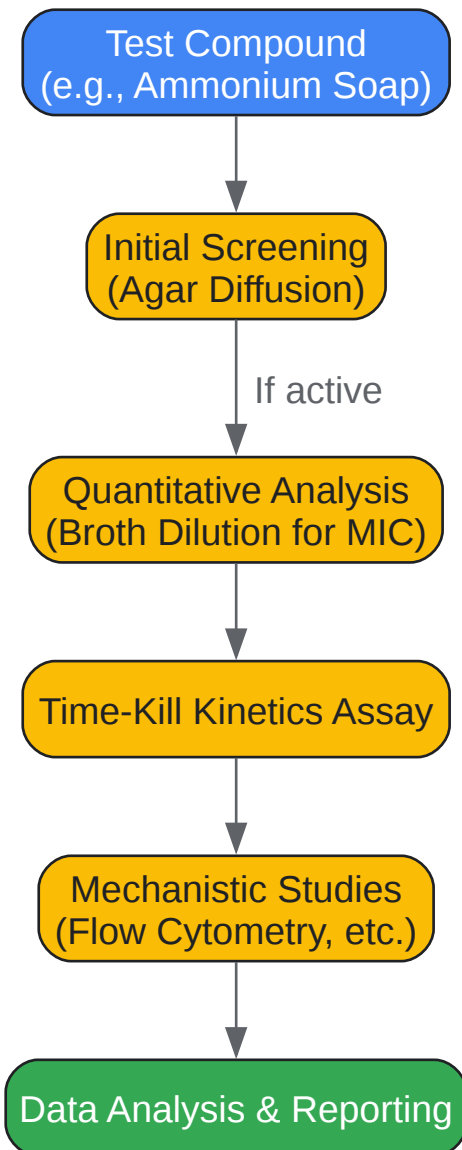 Test Compound
(e.g., Ammonium Soap)
Initial Screening
(Agar Diffusion)
If active
Quantitative Analysis
(Broth Dilution for MIC)
Time-Kill Kinetics Assay
Mechanistic Studies
(Flow Cytometry, etc.)
Data Analysis & Reporting